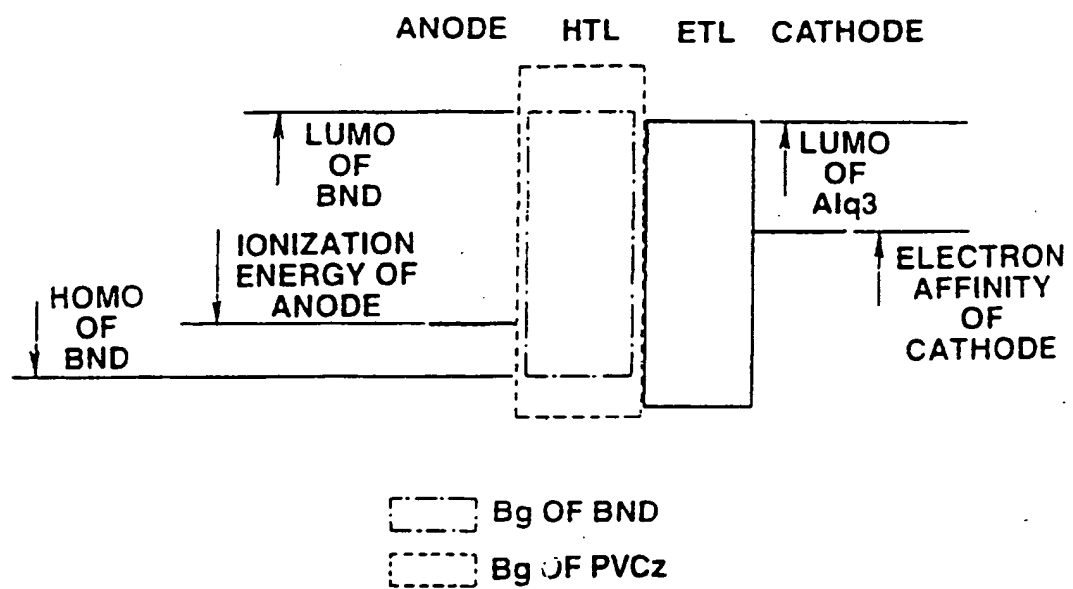 ANODE HTL ETL CATHODE
LUMO
OF
BND
LUMO
OF
Alq3
IONIZATION
ENERGY OF
ANODE
ELECTRON
AFFINITY
OF
CATHODE
HOMO
OF
BND
Bg OF BND
Bg OF PVCz